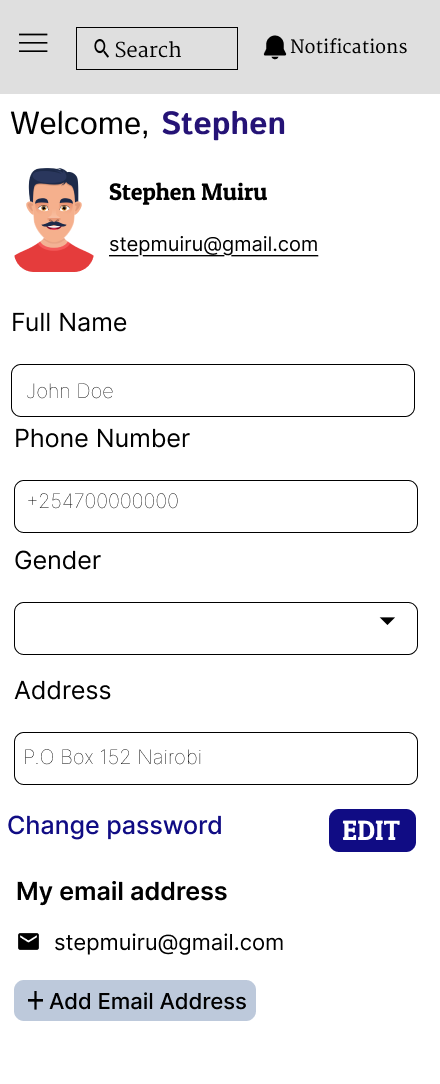 Search
Notifications
Welcome, Stephen
Stephen Muiru
stepmuiru@gmail.com
Full Name
John Doe
Phone Number
+254700000000
Gender
Address
P.O Box 152 Nairobi
Change password
EDIT
My email address
stepmuiru@gmail.com
+ Add Email Address